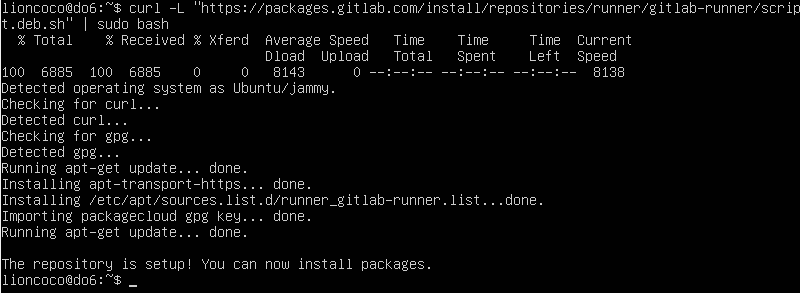 lioncoco@do6:~$ curl -L "https://packages.gitlab.com/install/repositories/runner/gitlab-runner/scrip
t.deb.sh" | sudo bash
  % Total    % Received % Xferd  Average Speed   Time    Time     Time  Current
                                 Dload  Upload   Total   Spent    Left  Speed
100  6885  100  6885    0     0   8143      0 --:--:-- --:--:-- --:--:--  8138
Detected operating system as Ubuntu/jammy.
Checking for curl...
Detected curl...
Checking for gpg...
Detected gpg...
Running apt-get update... done.
Installing apt-transport-https... done.
Installing /etc/apt/sources.list.d/runner_gitlab-runner.list...done.
Importing packagecloud gpg key... done.
Running apt-get update... done.

The repository is setup! You can now install packages.
lioncoco@do6:~$ _